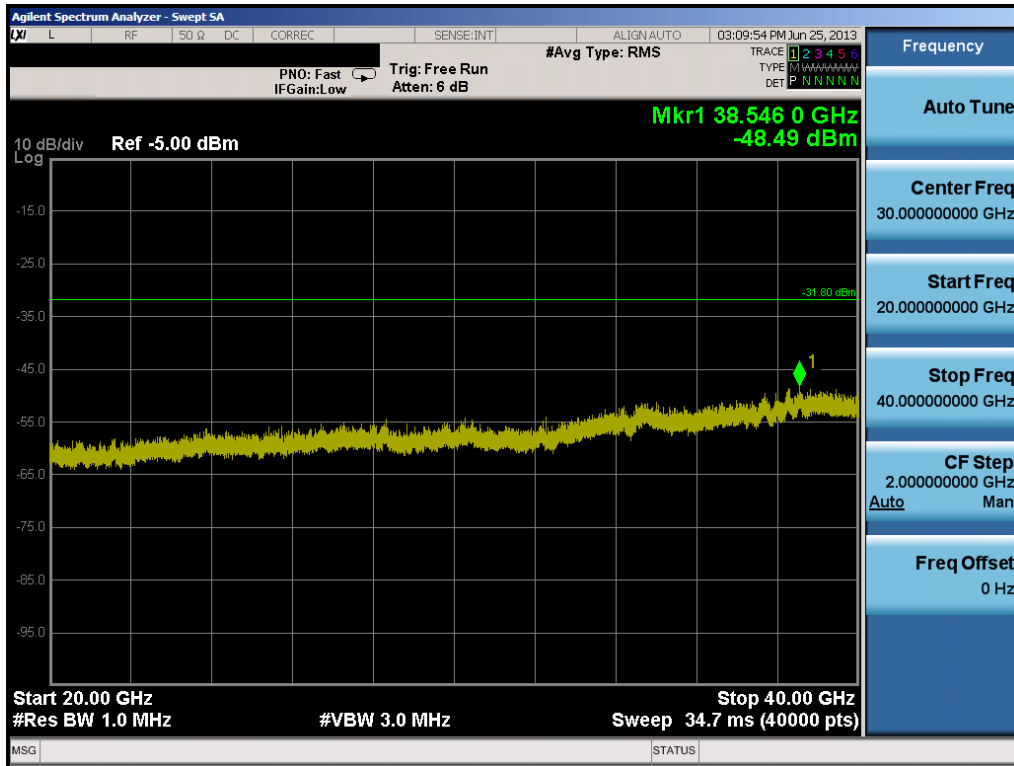 Agilent Spectrum Analyzer - Swept SA
LXI L RF 50 Ω DC CORREC SENSE:INT ALIGN AUTO 03:09:54 PM Jun 25, 2013
#Avg Type: RMS TRACE 1 2 3 4 5 6
PNO: Fast Trig: Free Run TYPE M WWWWW
IFGain:Low Atten: 6 dB DET P N N N N N
Mkr1 38.546 0 GHz
-48.49 dBm
10 dB/div Ref -5.00 dBm
Log
-15.0
-25.0
-31.80 dBm
-35.0
-45.0
1
-55.0
-65.0
-75.0
-85.0
-95.0
Start 20.00 GHz Stop 40.00 GHz
#Res BW 1.0 MHz #VBW 3.0 MHz Sweep 34.7 ms (40000 pts)
MSG STATUS
Frequency
Auto Tune
Center Freq
30.000000000 GHz
Start Freq
20.000000000 GHz
Stop Freq
40.000000000 GHz
CF Step
2.000000000 GHz
Auto Man
Freq Offset
0 Hz